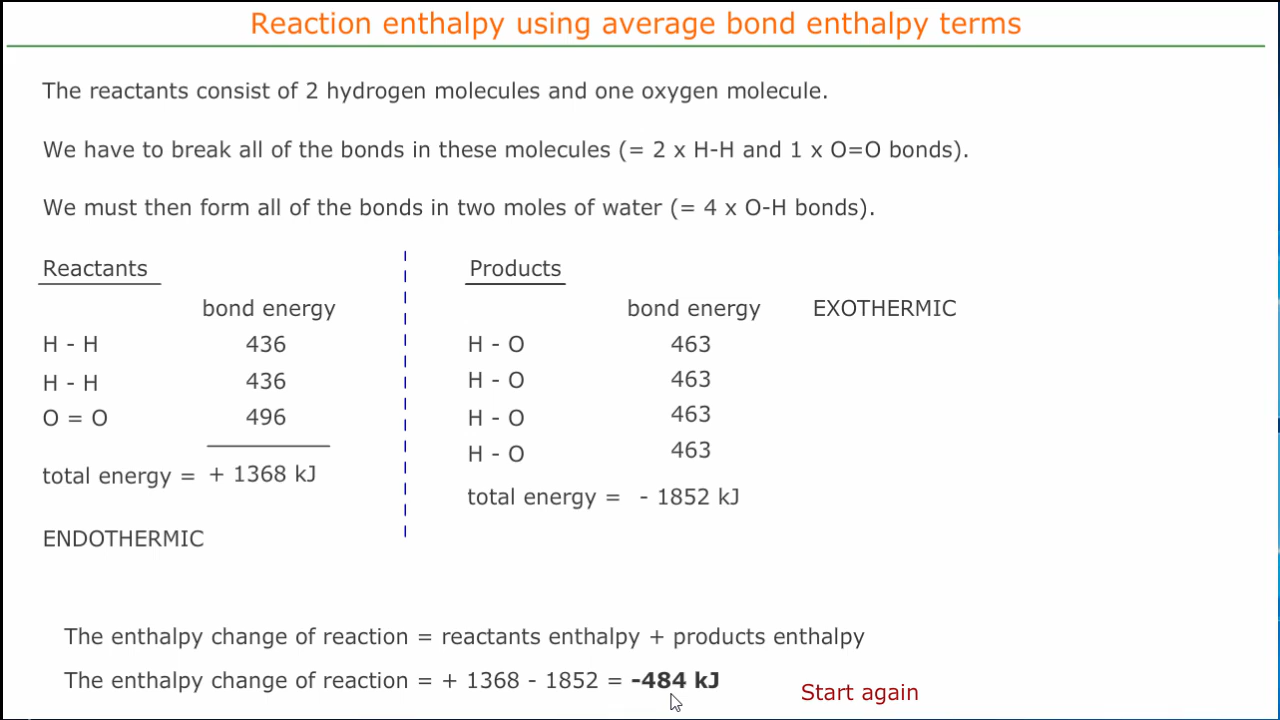 Reaction enthalpy using average bond enthalpy terms
The reactants consist of 2 hydrogen molecules and one oxygen molecule.
We have to break all of the bonds in these molecules (= 2 x H-H and 1 x O=O bonds).
We must then form all of the bonds in two moles of water (= 4 x O-H bonds).
Reactants
bond energy
H - H 436
H - H 436
O = O 496
total energy = + 1368 kJ
ENDOTHERMIC
Products
bond energy EXOTHERMIC
H - O 463
H - O 463
H - O 463
H - O 463
total energy = - 1852 kJ
The enthalpy change of reaction = reactants enthalpy + products enthalpy
The enthalpy change of reaction = + 1368 - 1852 = -484 kJ
Start again